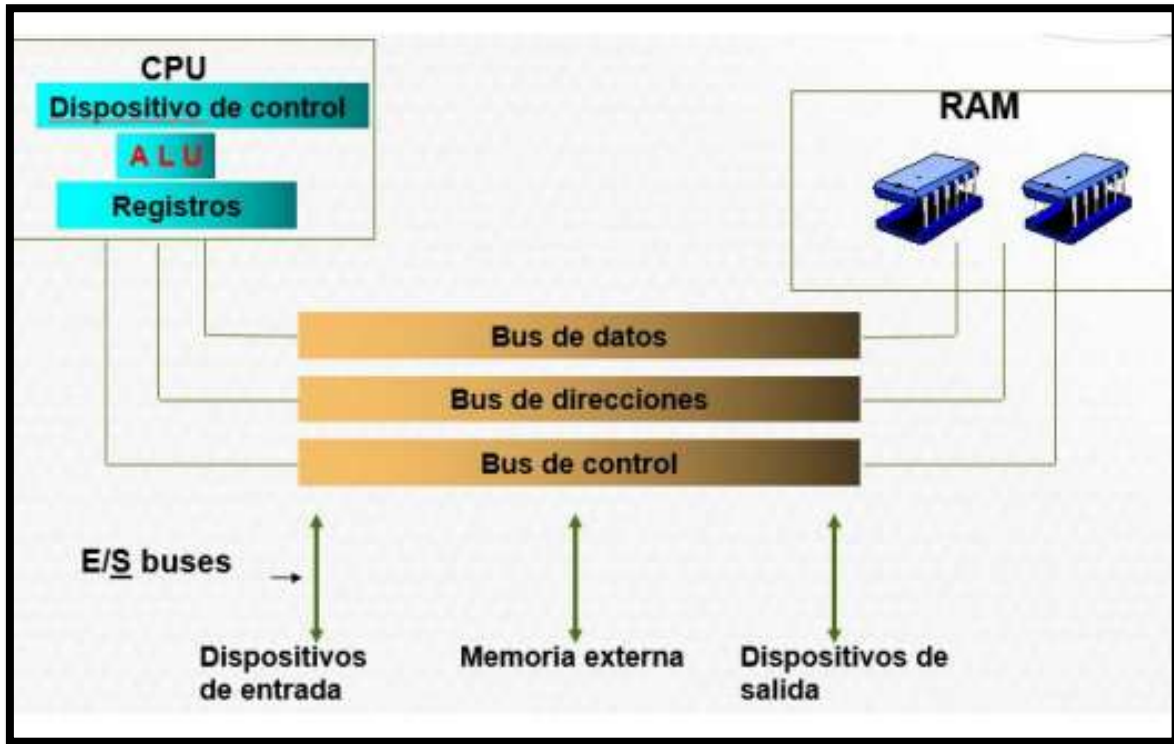 CPU
Dispositivo de control
A L U
Registros
RAM
Bus de datos
Bus de direcciones
Bus de control
E/S buses
Dispositivos
de entrada
Memoria externa
Dispositivos de
salida